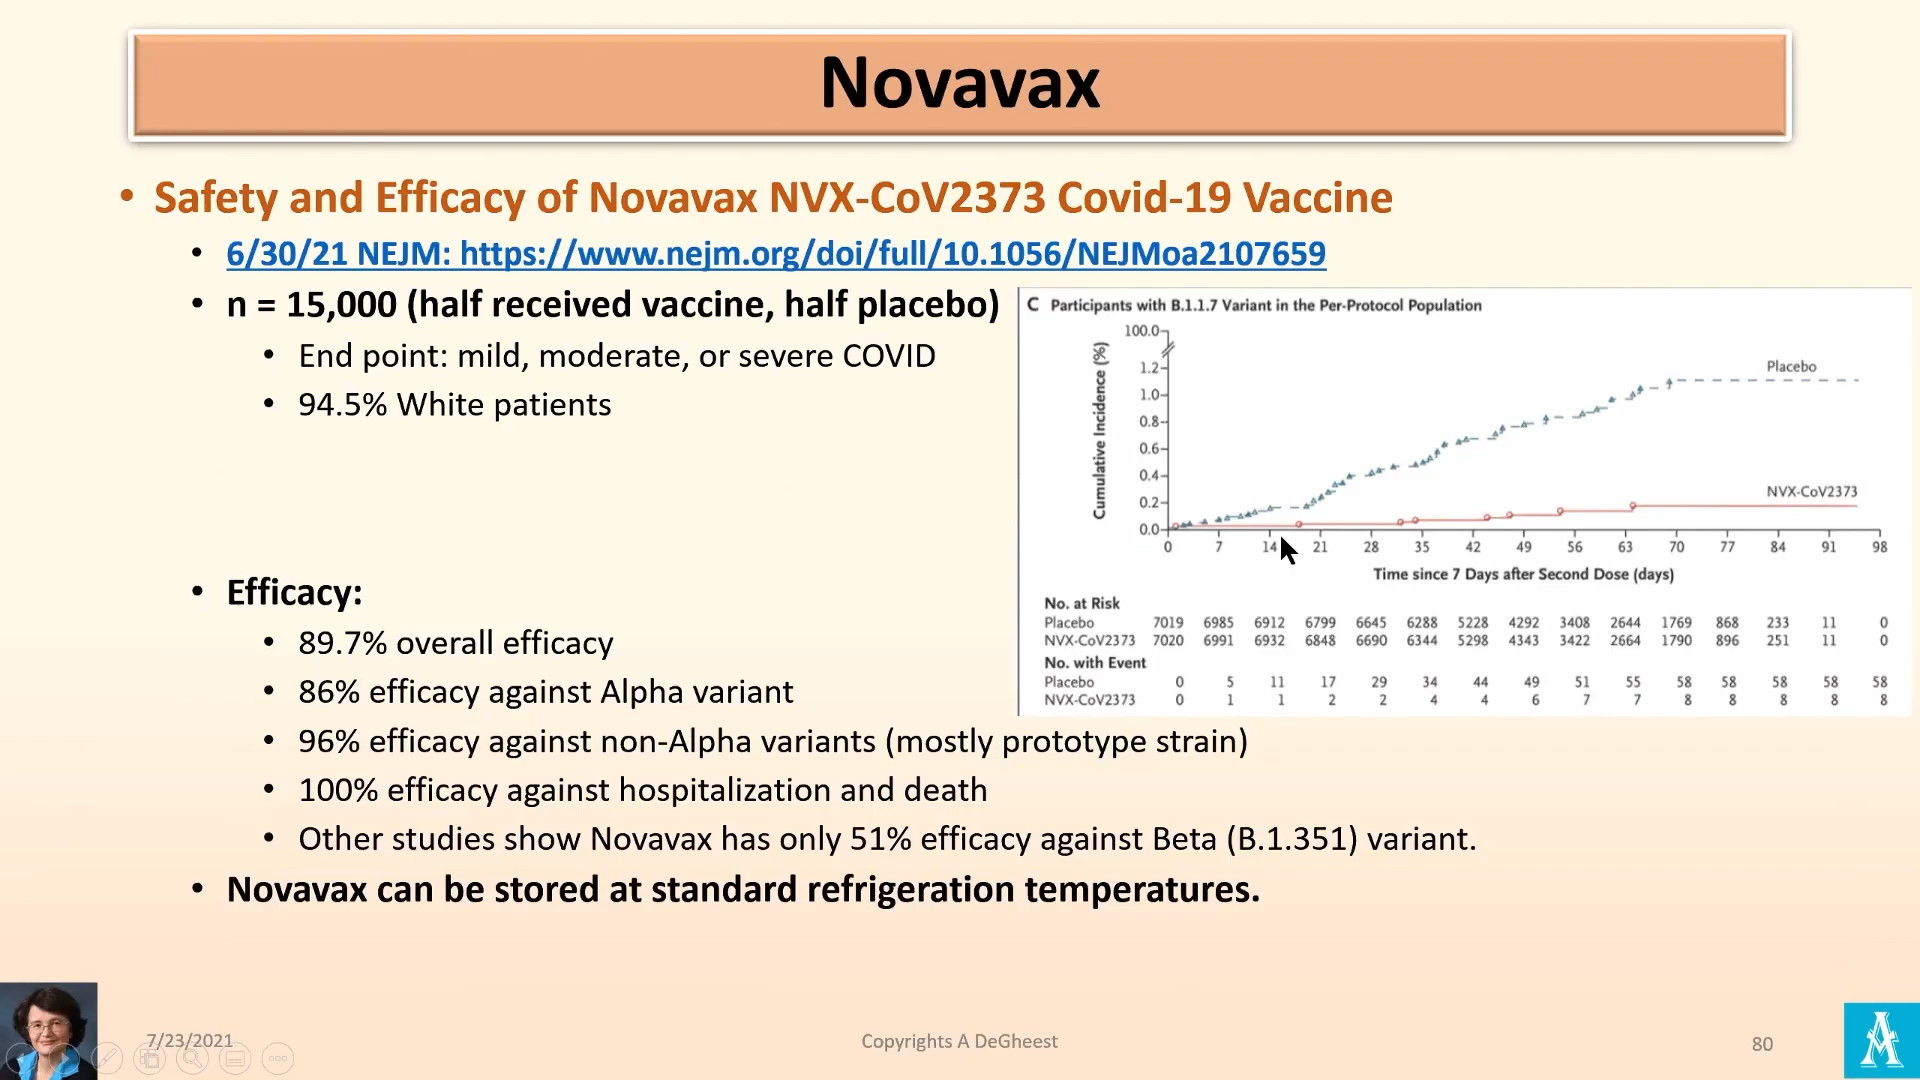 Novavax
• Safety and Efficacy of Novavax NVX-CoV2373 Covid-19 Vaccine
• 6/30/21 NEJM: https://www.nejm.org/doi/full/10.1056/NEJMoa2107659
• n = 15,000 (half received vaccine, half placebo)
• End point: mild, moderate, or severe COVID
• 94.5% White patients
C Participants with B.1.1.7 Variant in the Per-Protocol Population
Cumulative Incidence (%)
100.0
1.2
1.0
0.8
0.6
0.4
0.2
0.0
Placebo
NVX-CoV2373
0 7 14 21 28 35 42 49 56 63 70 77 84 91 98
Time since 7 Days after Second Dose (days)
No. at Risk
Placebo 7019 6985 6912 6799 6645 6288 5228 4292 3408 2644 1769 868 233 11 0
NVX-CoV2373 7020 6991 6932 6848 6690 6344 5298 4343 3422 2664 1790 896 251 11 0
No. with Event
Placebo 0 5 11 17 29 34 44 49 51 55 58 58 58 58 58
NVX-CoV2373 0 1 1 2 2 4 4 6 7 7 8 8 8 8 8
• Efficacy:
• 89.7% overall efficacy
• 86% efficacy against Alpha variant
• 96% efficacy against non-Alpha variants (mostly prototype strain)
• 100% efficacy against hospitalization and death
• Other studies show Novavax has only 51% efficacy against Beta (B.1.351) variant.
• Novavax can be stored at standard refrigeration temperatures.
7/23/2021
Copyrights A DeGheest
80
A